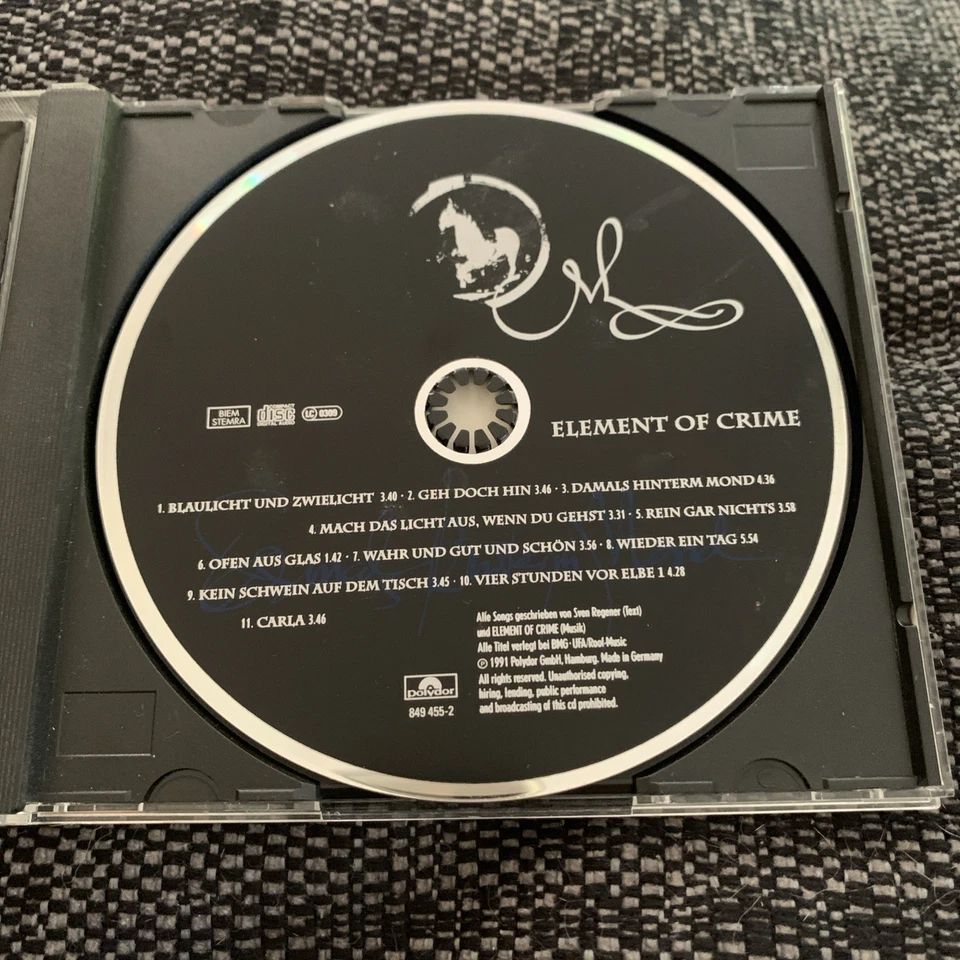 BIEM
STEMRA
COMPACT
disc
DIGITAL AUDIO
LC 0309
ELEMENT OF CRIME
1. BLAULICHT UND ZWIELICHT 3.40 · 2. GEH DOCH HIN 3.46 · 3. DAMALS HINTERM MOND 4.36
4. MACH DAS LICHT AUS, WENN DU GEHST 3.31 · 5. REIN GAR NICHTS 3.58
6. OFEN AUS GLAS 1.42 · 7. WAHR UND GUT UND SCHÖN 3.56 · 8. WIEDER EIN TAG 5.54
9. KEIN SCHWEIN AUF DEM TISCH 3.45 · 10. VIER STUNDEN VOR ELBE 1 4.28
11. CARLA 3.46
Alle Songs geschrieben von Sven Regener (Text)
und ELEMENT OF CRIME (Musik)
Alle Titel verlegt bei BMG·UFA/Roof-Music
℗ 1991 Polydor GmbH, Hamburg. Made in Germany
All rights reserved. Unauthorised copying,
hiring, lending, public performance
and broadcasting of this cd prohibited.
polydor
849 455-2